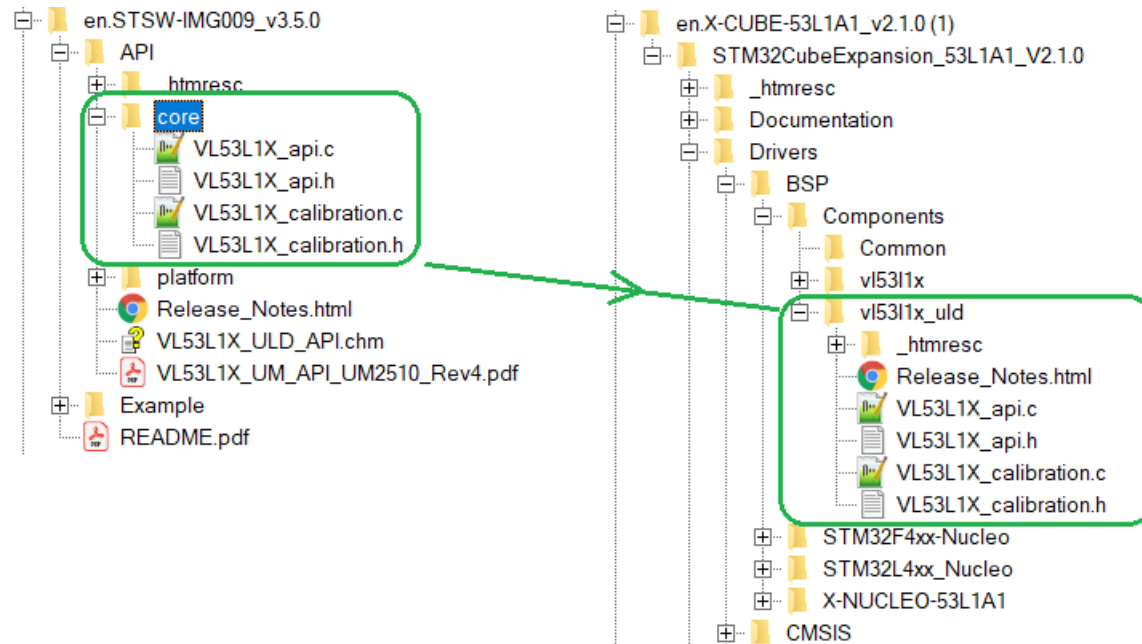 en.STSW-IMG009_v3.5.0
API
_htmresc
core
VL53L1X_api.c
VL53L1X_api.h
VL53L1X_calibration.c
VL53L1X_calibration.h
platform
Release_Notes.html
VL53L1X_ULD_API.chm
VL53L1X_UM_API_UM2510_Rev4.pdf
Example
README.pdf
en.X-CUBE-53L1A1_v2.1.0 (1)
STM32CubeExpansion_53L1A1_V2.1.0
_htmresc
Documentation
Drivers
BSP
Components
Common
vl53l1x
vl53l1x_uld
_htmresc
Release_Notes.html
VL53L1X_api.c
VL53L1X_api.h
VL53L1X_calibration.c
VL53L1X_calibration.h
STM32F4xx-Nucleo
STM32L4xx_Nucleo
X-NUCLEO-53L1A1
CMSIS